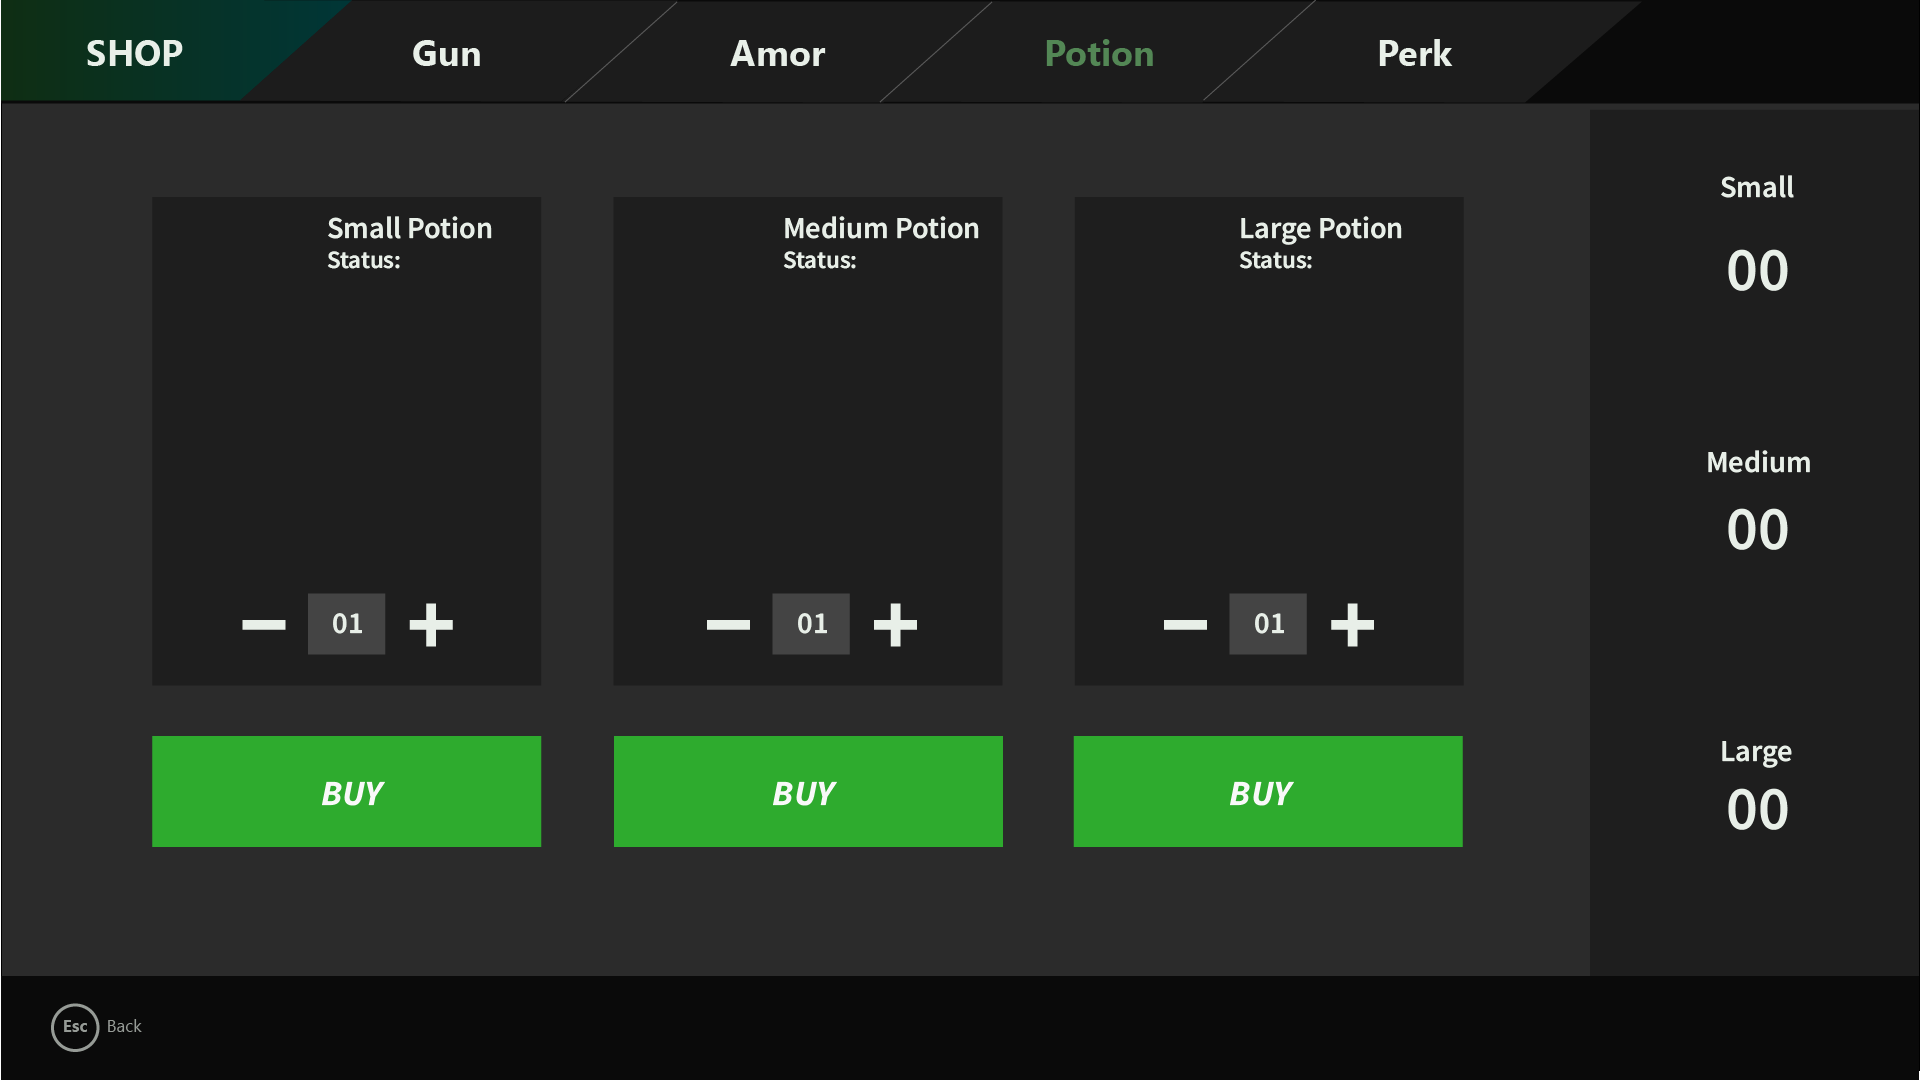 SHOP
Gun
Amor
Potion
Perk
Small Potion
Status:
01
BUY
Medium Potion
Status:
01
BUY
Large Potion
Status:
01
BUY
Small
00
Medium
00
Large
00
Esc Back